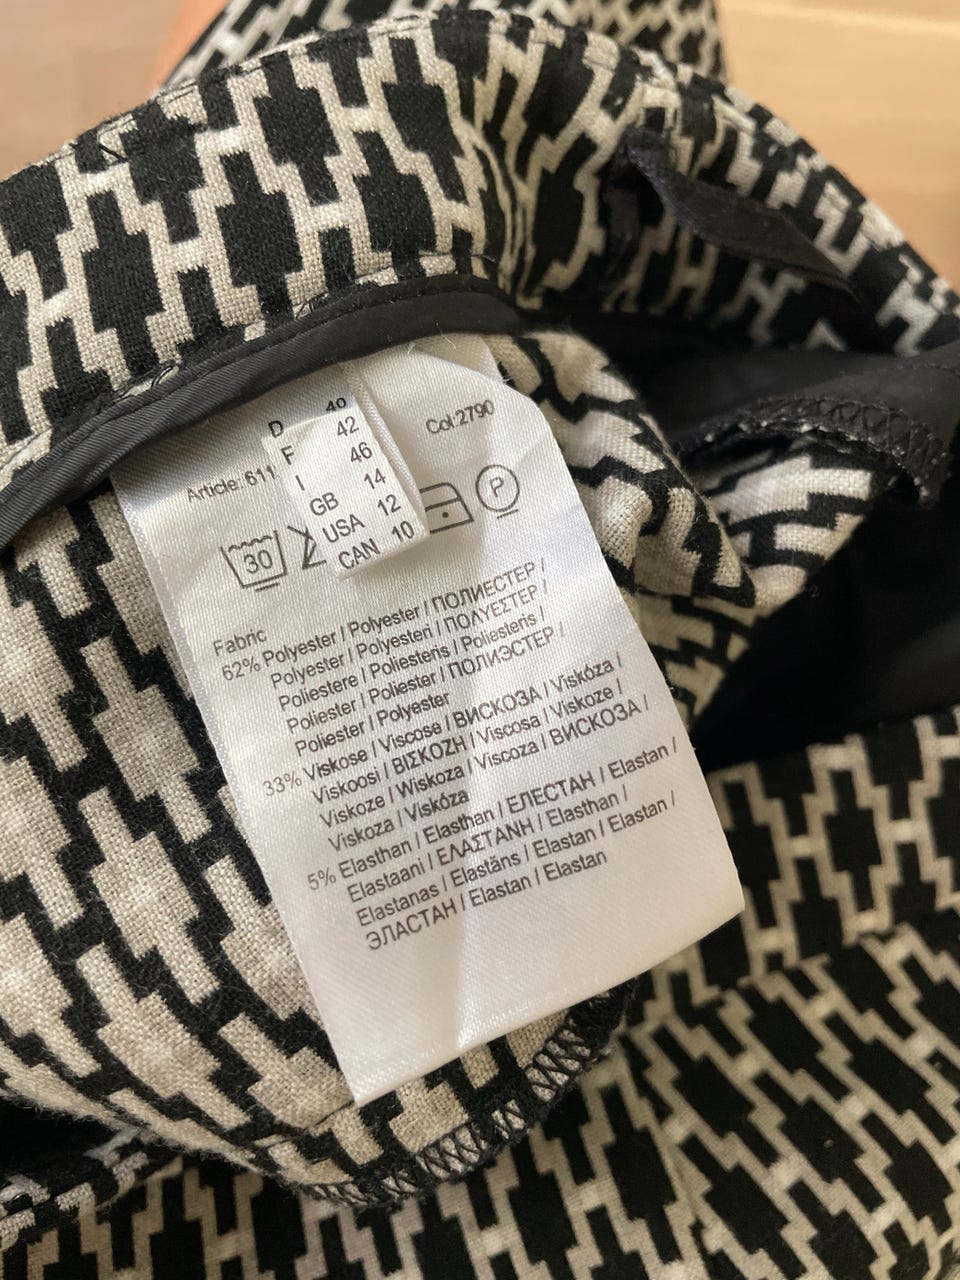 D 40
F 42
I 46
GB 14
USA 12
CAN 10
Article: 611
Col:2790
30
P
Fabric
62% Polyester / Polyester / ПОЛИЕСТЕР /
Polyester / Polyesteri / ΠΟΛΥΕΣΤΕΡ /
Poliestere / Poliesteris / Poliesteris /
Poliester / Poliester / ПОЛИЭСТЕР /
Poliester / Polyester
33% Viskose / Viscose / ВИСКОЗА / Viskóza /
Viskoosi / ΒΙΣΚΟΖΗ / Viscosa / Viskoze /
Viskoze / Wiskoza / Viscoza / ВИСКОЗА /
Viskoza / Viskóza
5% Elasthan / Elasthan / ЕЛЕСТАН / Elastan /
Elastaani / ΕΛΑΣΤΑΝΗ / Elasthan /
Elastanas / Elastāns / Elastan / Elastan /
ЭЛАСТАН / Elastan / Elastan